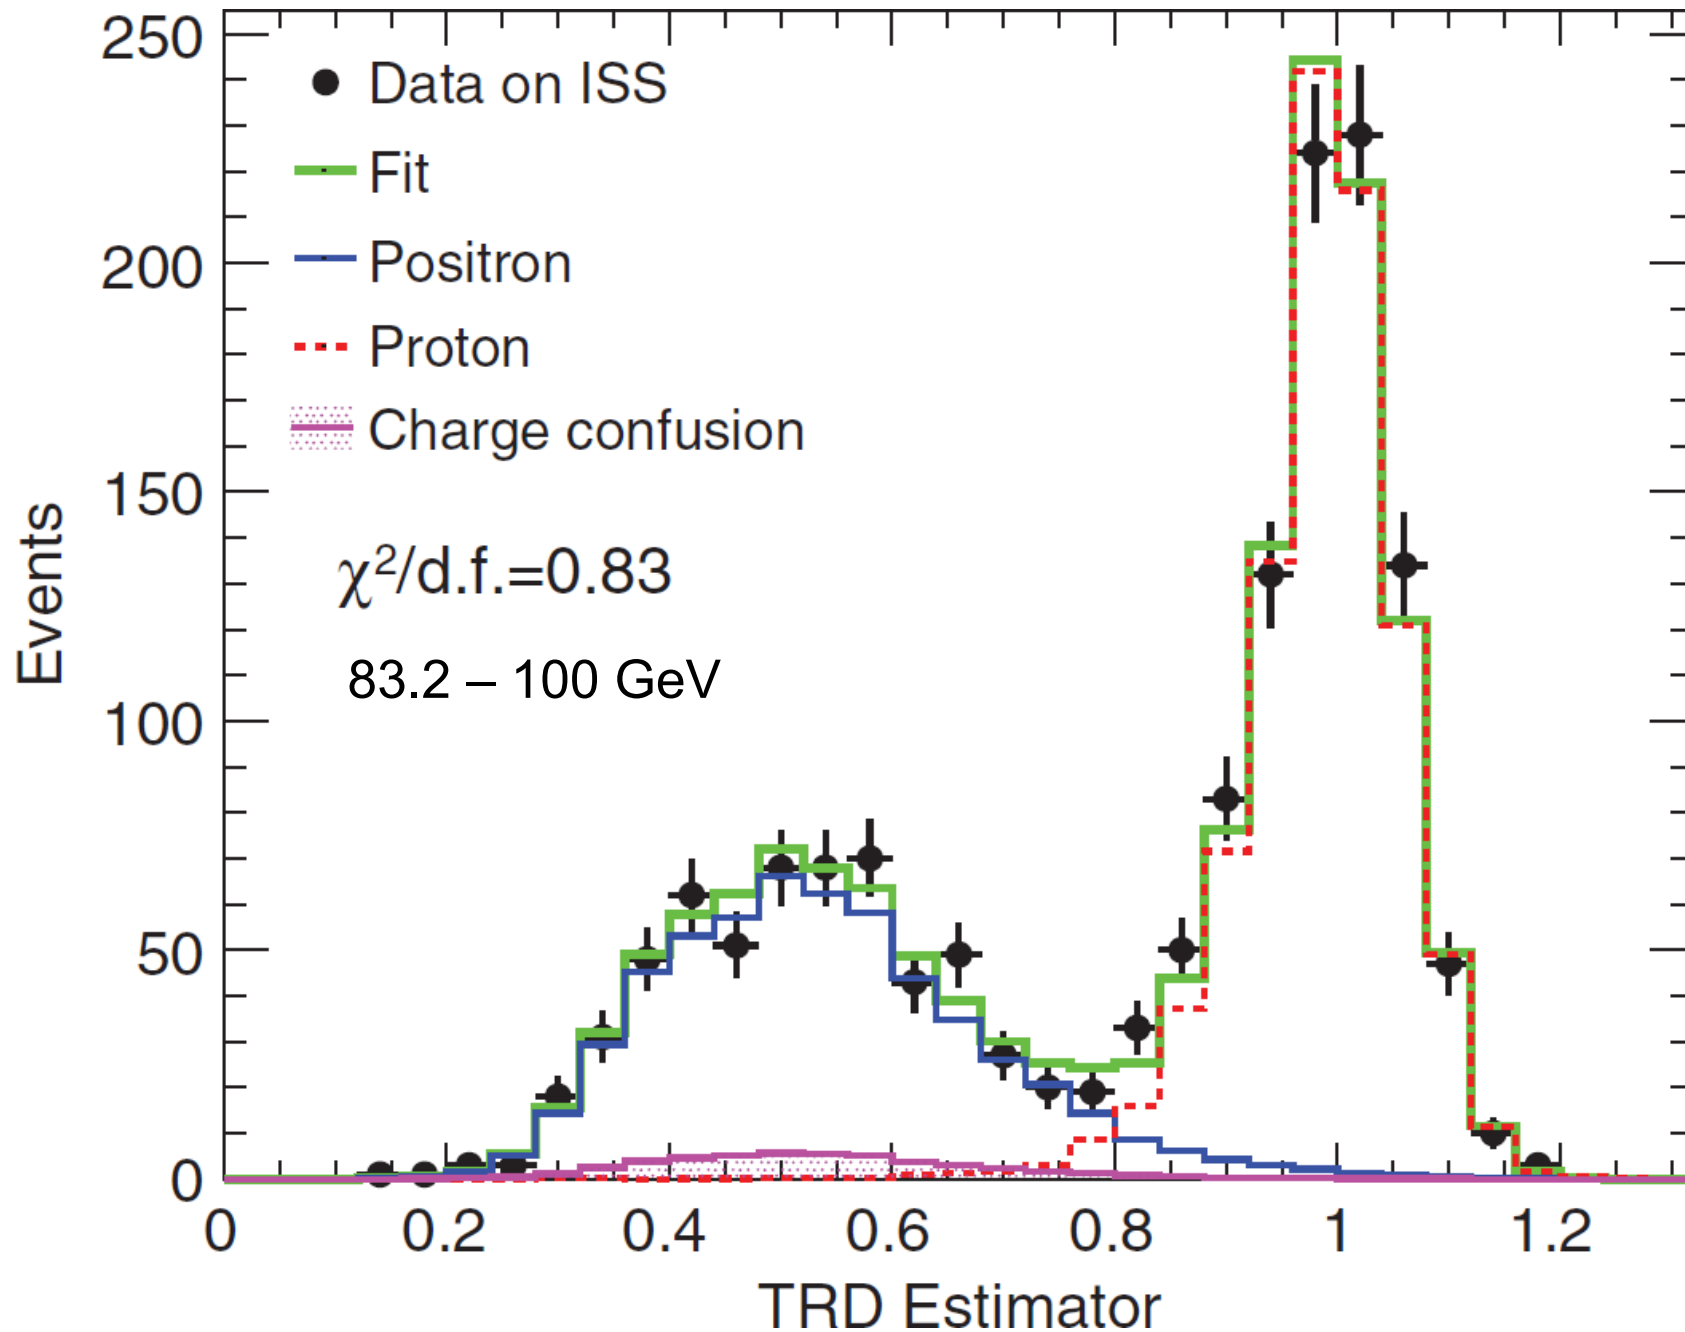 250
200
150
100
50
0
Events
Data on ISS
Fit
Positron
Proton
Charge confusion
χ²/d.f.=0.83
83.2 – 100 GeV
0 0.2 0.4 0.6 0.8 1 1.2
TRD Estimator